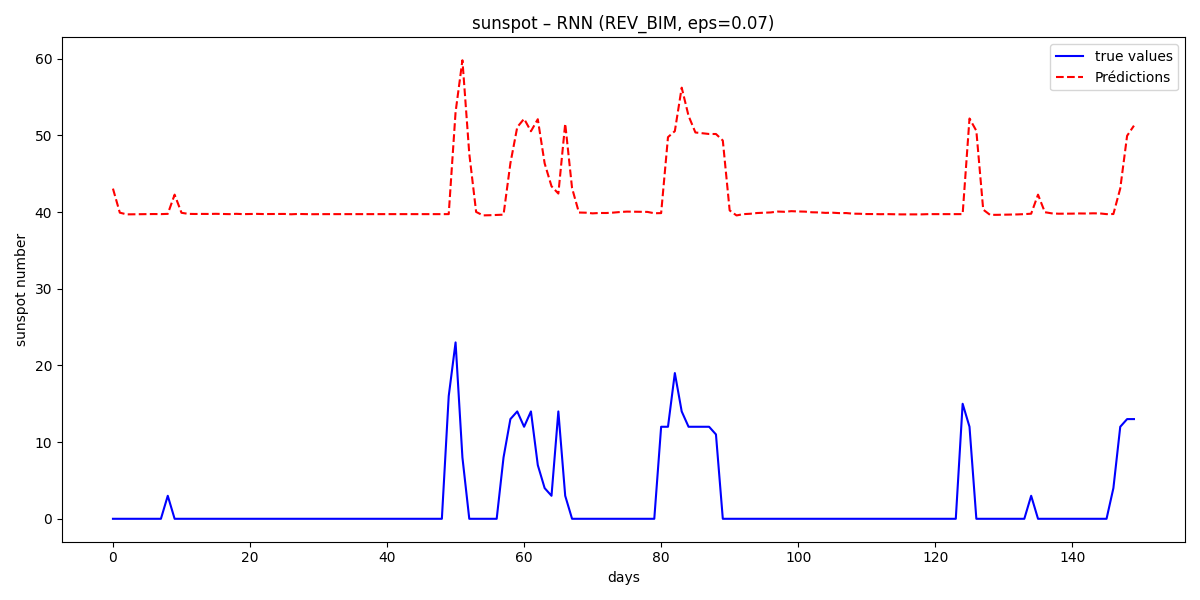 sunspot – RNN (REV_BIM, eps=0.07)
true values
Prédictions
sunspot number
60
50
40
30
20
10
0
0 20 40 60 80 100 120 140
days